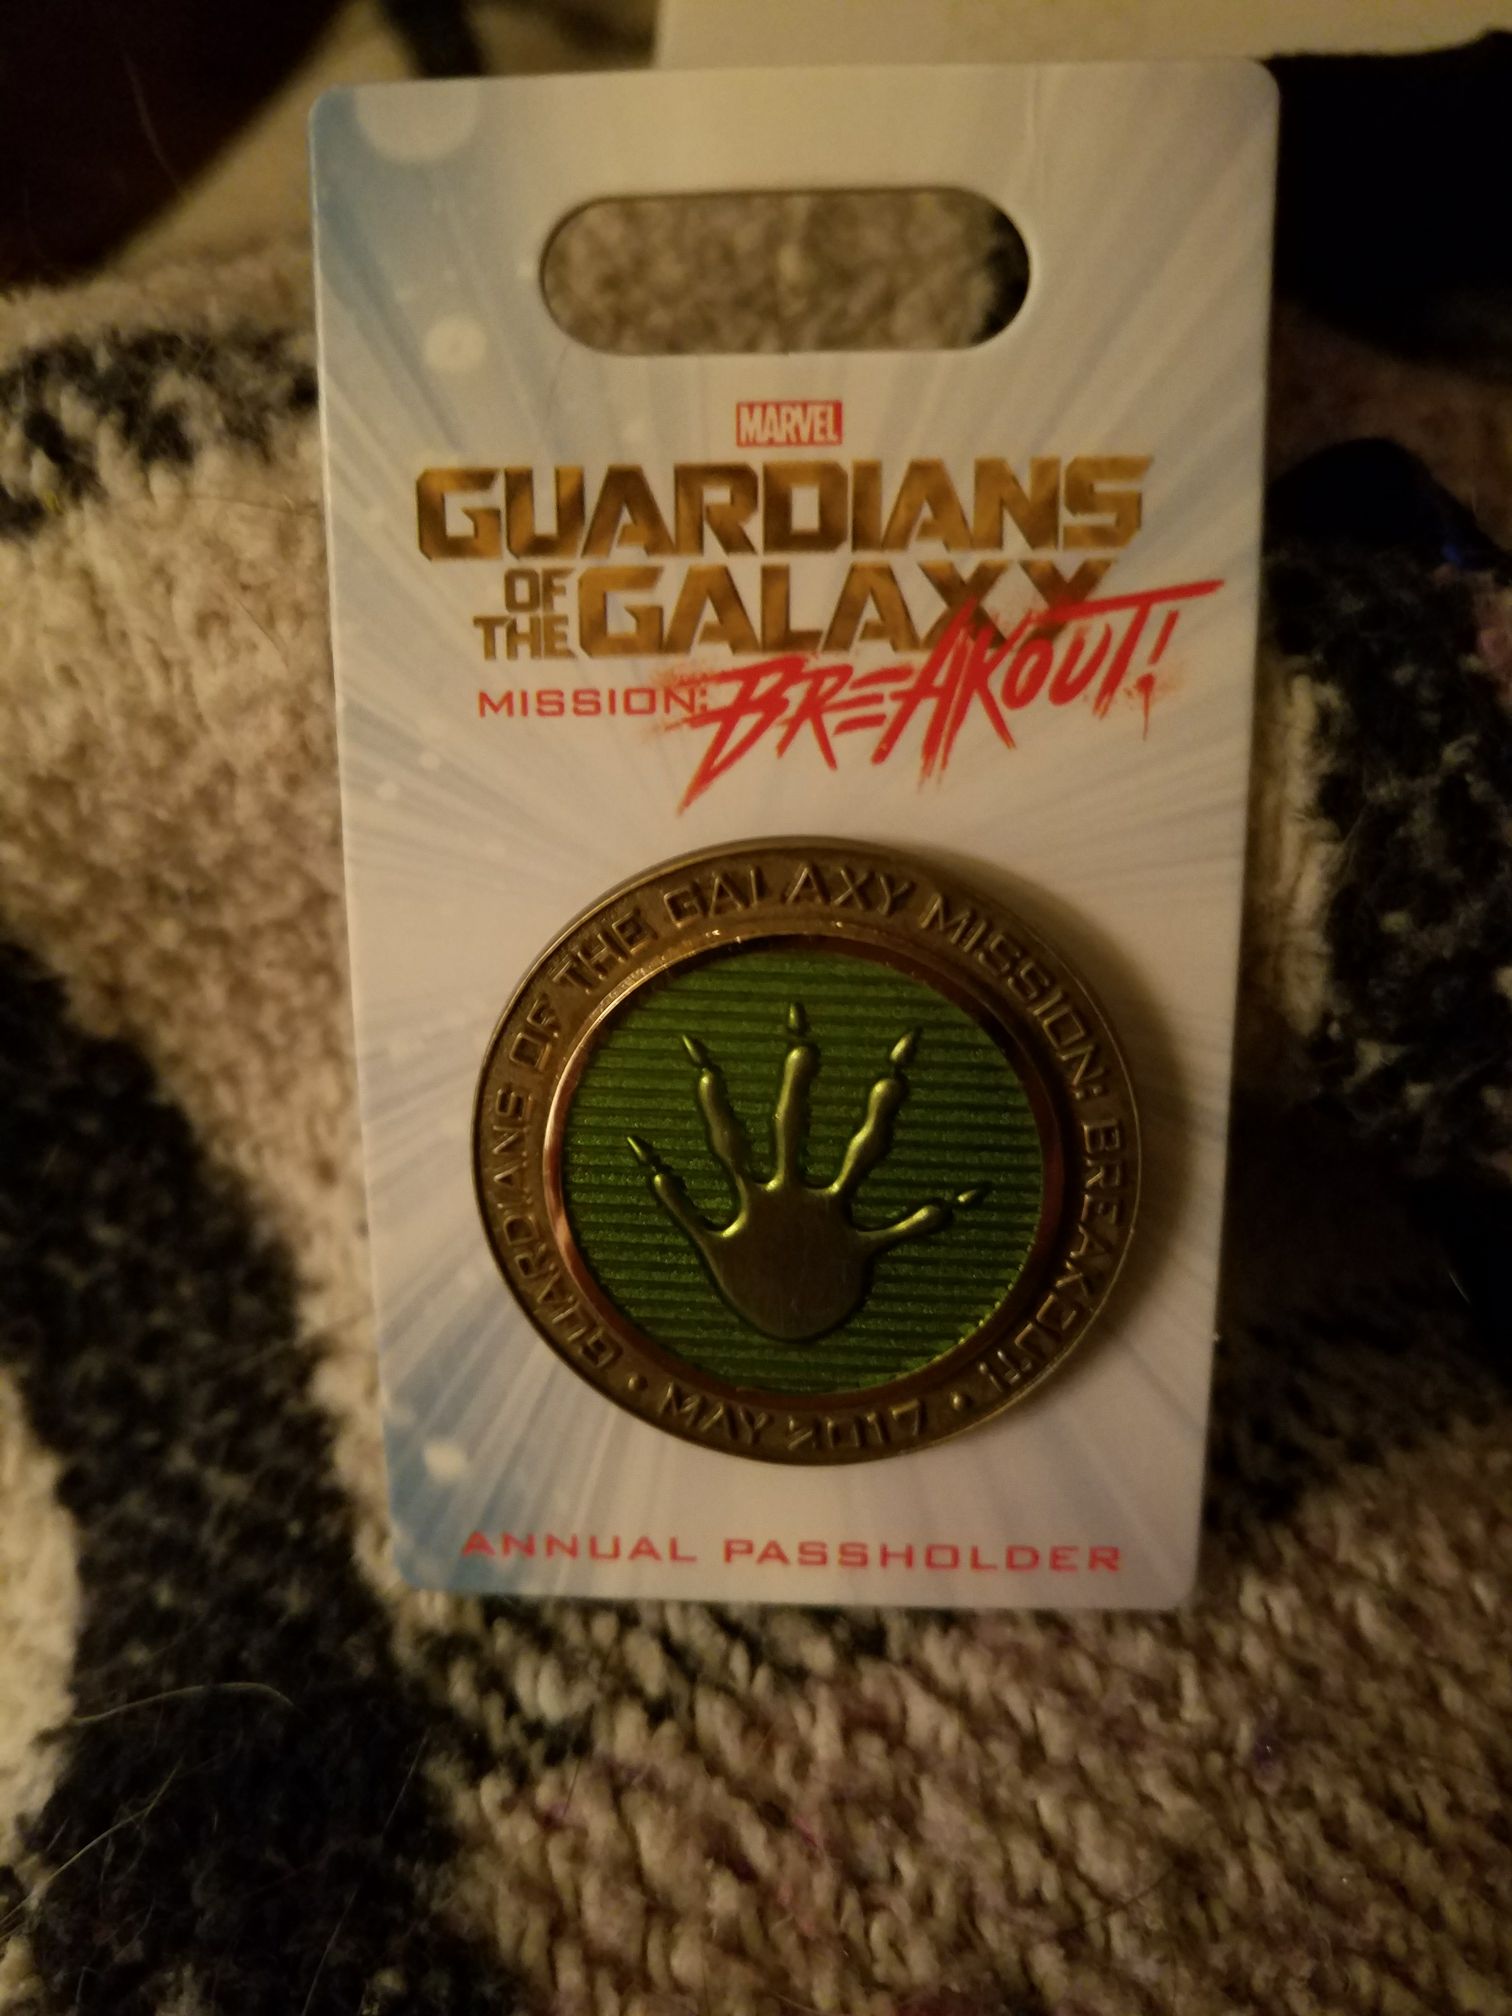 MARVEL
GUARDIANS
OF
THE GALAXY
MISSION: BREAKOUT!
GUARDIANS OF THE GALAXY MISSION: BREAKOUT!
• MAY 2017 •
ANNUAL PASSHOLDER